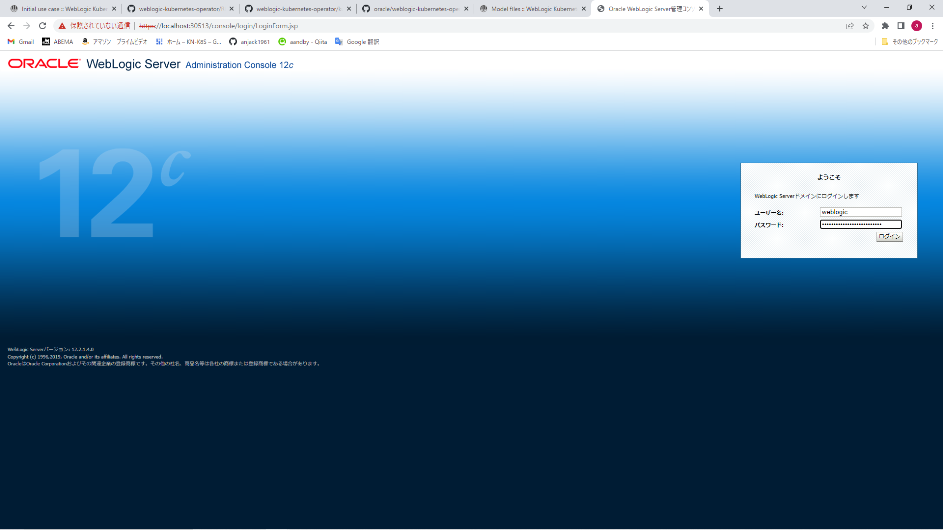 Initial use case :: WebLogic Kube
weblogic-kubernetes-operator/
weblogic-kubernetes-operator/
oracle/weblogic-kubernetes-ope
Model files :: WebLogic Kubernet
Oracle WebLogic Server管理コン
保護されていない通信 | https://localhost:30513/console/login/LoginForm.jsp
Gmail ABEMA アマゾン プライムビデオ ホーム – KN-K8S – G... anjack1961 sandby - Qiita Google 翻訳 その他のブックマーク
ORACLE WebLogic Server Administration Console 12c
12c
ようこそ
WebLogic Serverドメインにログインします
ユーザー名: weblogic
パスワード:
ログイン
WebLogic Serverバージョン: 12.2.1.4.0
Copyright (c) 1996,2019, Oracle and/or its affiliates. All rights reserved.
OracleはOracle Corporationおよびその関連企業の登録商標です。その他の社名、商品名等は各社の商標または登録商標である場合があります。